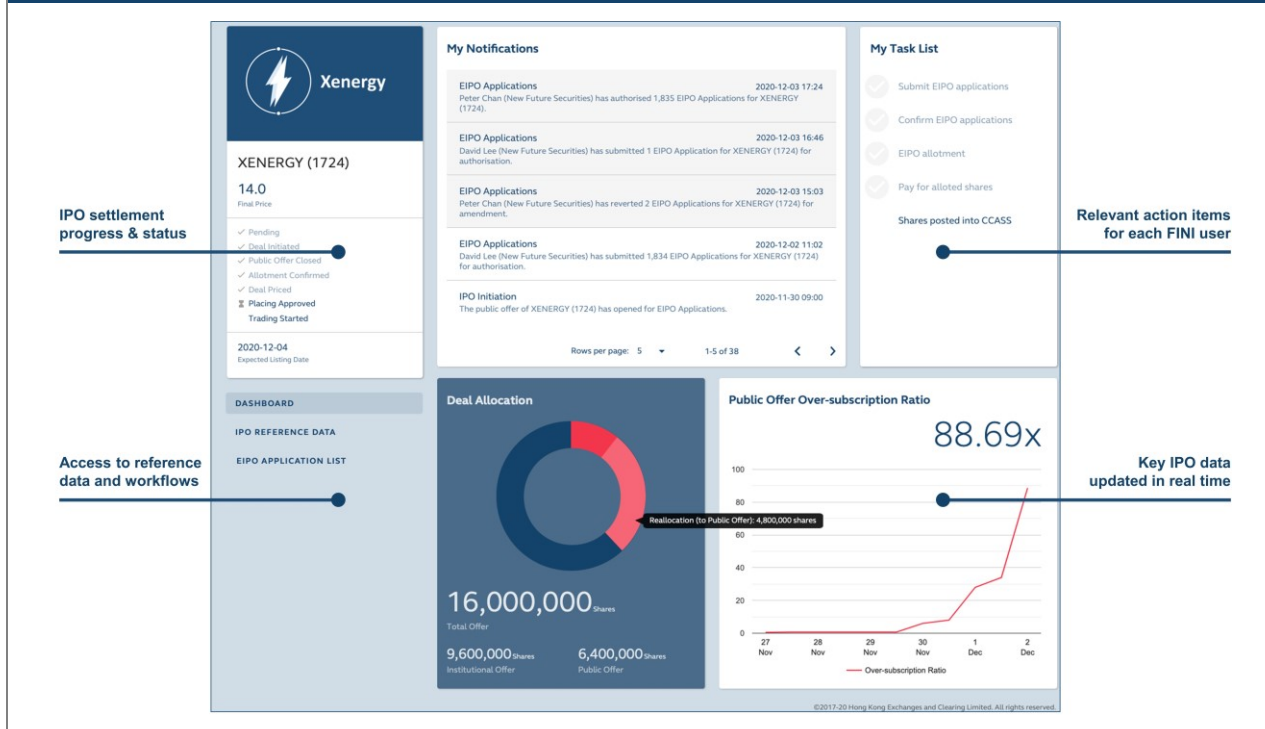 IPO settlement
progress & status
Access to reference
data and workflows
Xenergy
XENERGY (1724)
14.0
Final Price
Pending
Deal Initiated
Public Offer Closed
Allotment Confirmed
Deal Priced
Placing Approved
Trading Started
2020-12-04
Expected Listing Date
DASHBOARD
IPO REFERENCE DATA
EIPO APPLICATION LIST
My Notifications
EIPO Applications 2020-12-03 17:24
Peter Chan (New Future Securities) has authorised 1,835 EIPO Applications for XENERGY
(1724).
EIPO Applications 2020-12-03 16:46
David Lee (New Future Securities) has submitted 1 EIPO Application for XENERGY (1724) for
authorisation.
EIPO Applications 2020-12-03 15:03
Peter Chan (New Future Securities) has reverted 2 EIPO Applications for XENERGY (1724) for
amendment.
EIPO Applications 2020-12-02 11:02
David Lee (New Future Securities) has submitted 1,834 EIPO Applications for XENERGY (1724)
for authorisation.
IPO Initiation 2020-11-30 09:00
The public offer of XENERGY (1724) has opened for EIPO Applications.
Rows per page: 5 1-5 of 38
My Task List
Submit EIPO applications
Confirm EIPO applications
EIPO allotment
Pay for alloted shares
Shares posted into CCASS
Relevant action items
for each FINI user
Deal Allocation
Reallocation (to Public Offer): 4,800,000 shares
16,000,000 Shares
Total Offer
9,600,000 Shares 6,400,000 Shares
Institutional Offer Public Offer
Public Offer Over-subscription Ratio
88.69x
100
80
60
40
20
0
27 28 29 30 1 2
Nov Nov Nov Nov Dec Dec
Over-subscription Ratio
Key IPO data
updated in real time
©2017-20 Hong Kong Exchanges and Clearing Limited. All rights reserved.